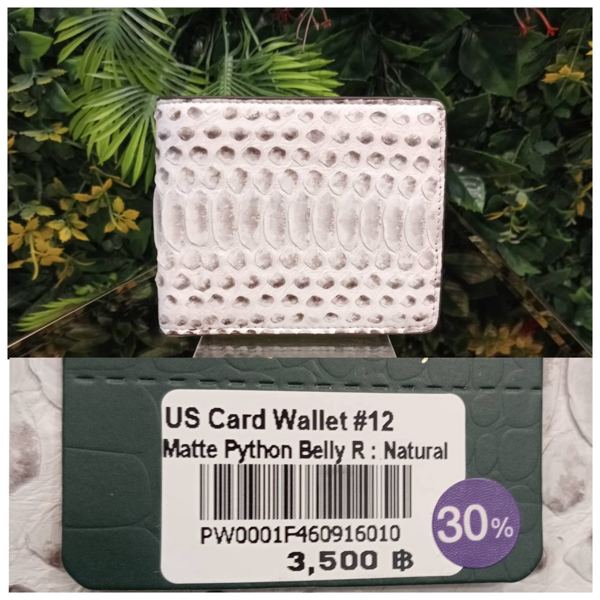 US Card Wallet #12
Matte Python Belly R : Natural
PW0001F460916010
30%
3,500 ฿